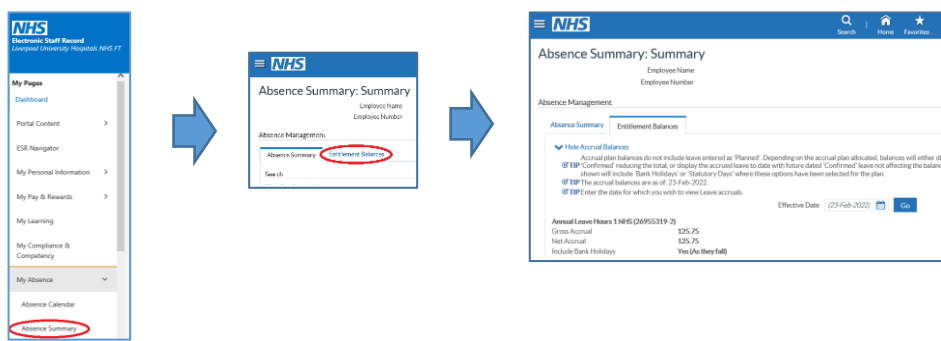 NHS
Electronic Staff Record
Liverpool University Hospitals NHS FT
My Pages
Dashboard
Portal Content
ESR Navigator
My Personal Information
My Pay & Rewards
My Learning
My Compliance &
Competency
My Absence
Absence Calendar
Absence Summary
NHS
Absence Summary: Summary
Employee Name
Employee Number
Absence Management
Absence Summary Entitlement Balances
Search
NHS
Search Home Favorites
Absence Summary: Summary
Employee Name
Employee Number
Absence Management
Absence Summary Entitlement Balances
Hide Accrual Balances
Accrual plan balances do not include leave entered as 'Planned'. Depending on the accrual plan allocated, balances will either di
TIP 'Confirmed' reducing the total, or display the accrued leave to date with future dated 'Confirmed' leave not affecting the balanc
shown will include 'Bank Holidays' or 'Statutory Days' where these options have been selected for the plan.
TIP The accrual balances are as of: 23-Feb-2022.
TIP Enter the date for which you wish to view Leave accruals.
Effective Date (23-Feb-2022) Go
Annual Leave Hours 1 NHS (26955319-2)
Gross Accrual 125.75
Net Accrual 125.75
Include Bank Holidays Yes (As they fall)